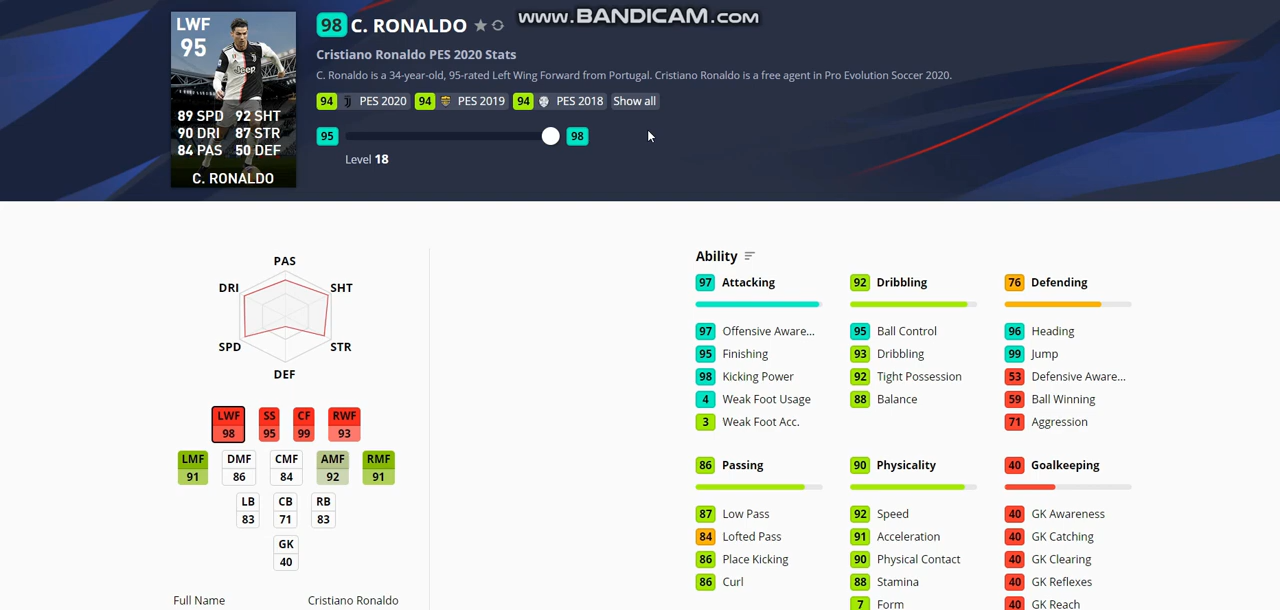 www.BANDICAM.com
LWF
95
Jeep
89 SPD 92 SHT
90 DRI 87 STR
84 PAS 50 DEF
C. RONALDO
98 C. RONALDO
Cristiano Ronaldo PES 2020 Stats
C. Ronaldo is a 34-year-old, 95-rated Left Wing Forward from Portugal. Cristiano Ronaldo is a free agent in Pro Evolution Soccer 2020.
94 PES 2020 94 PES 2019 94 PES 2018 Show all
95 98
Level 18
PAS
DRI SHT
SPD STR
DEF
LWF SS CF RWF
98 95 99 93
LMF DMF CMF AMF RMF
91 86 84 92 91
LB CB RB
83 71 83
GK
40
Full Name Cristiano Ronaldo
Ability
97 Attacking
97 Offensive Aware...
95 Finishing
98 Kicking Power
4 Weak Foot Usage
3 Weak Foot Acc.
92 Dribbling
95 Ball Control
93 Dribbling
92 Tight Possession
88 Balance
76 Defending
96 Heading
99 Jump
53 Defensive Aware...
59 Ball Winning
71 Aggression
86 Passing
87 Low Pass
84 Lofted Pass
86 Place Kicking
86 Curl
90 Physicality
92 Speed
91 Acceleration
90 Physical Contact
88 Stamina
7 Form
40 Goalkeeping
40 GK Awareness
40 GK Catching
40 GK Clearing
40 GK Reflexes
40 GK Reach